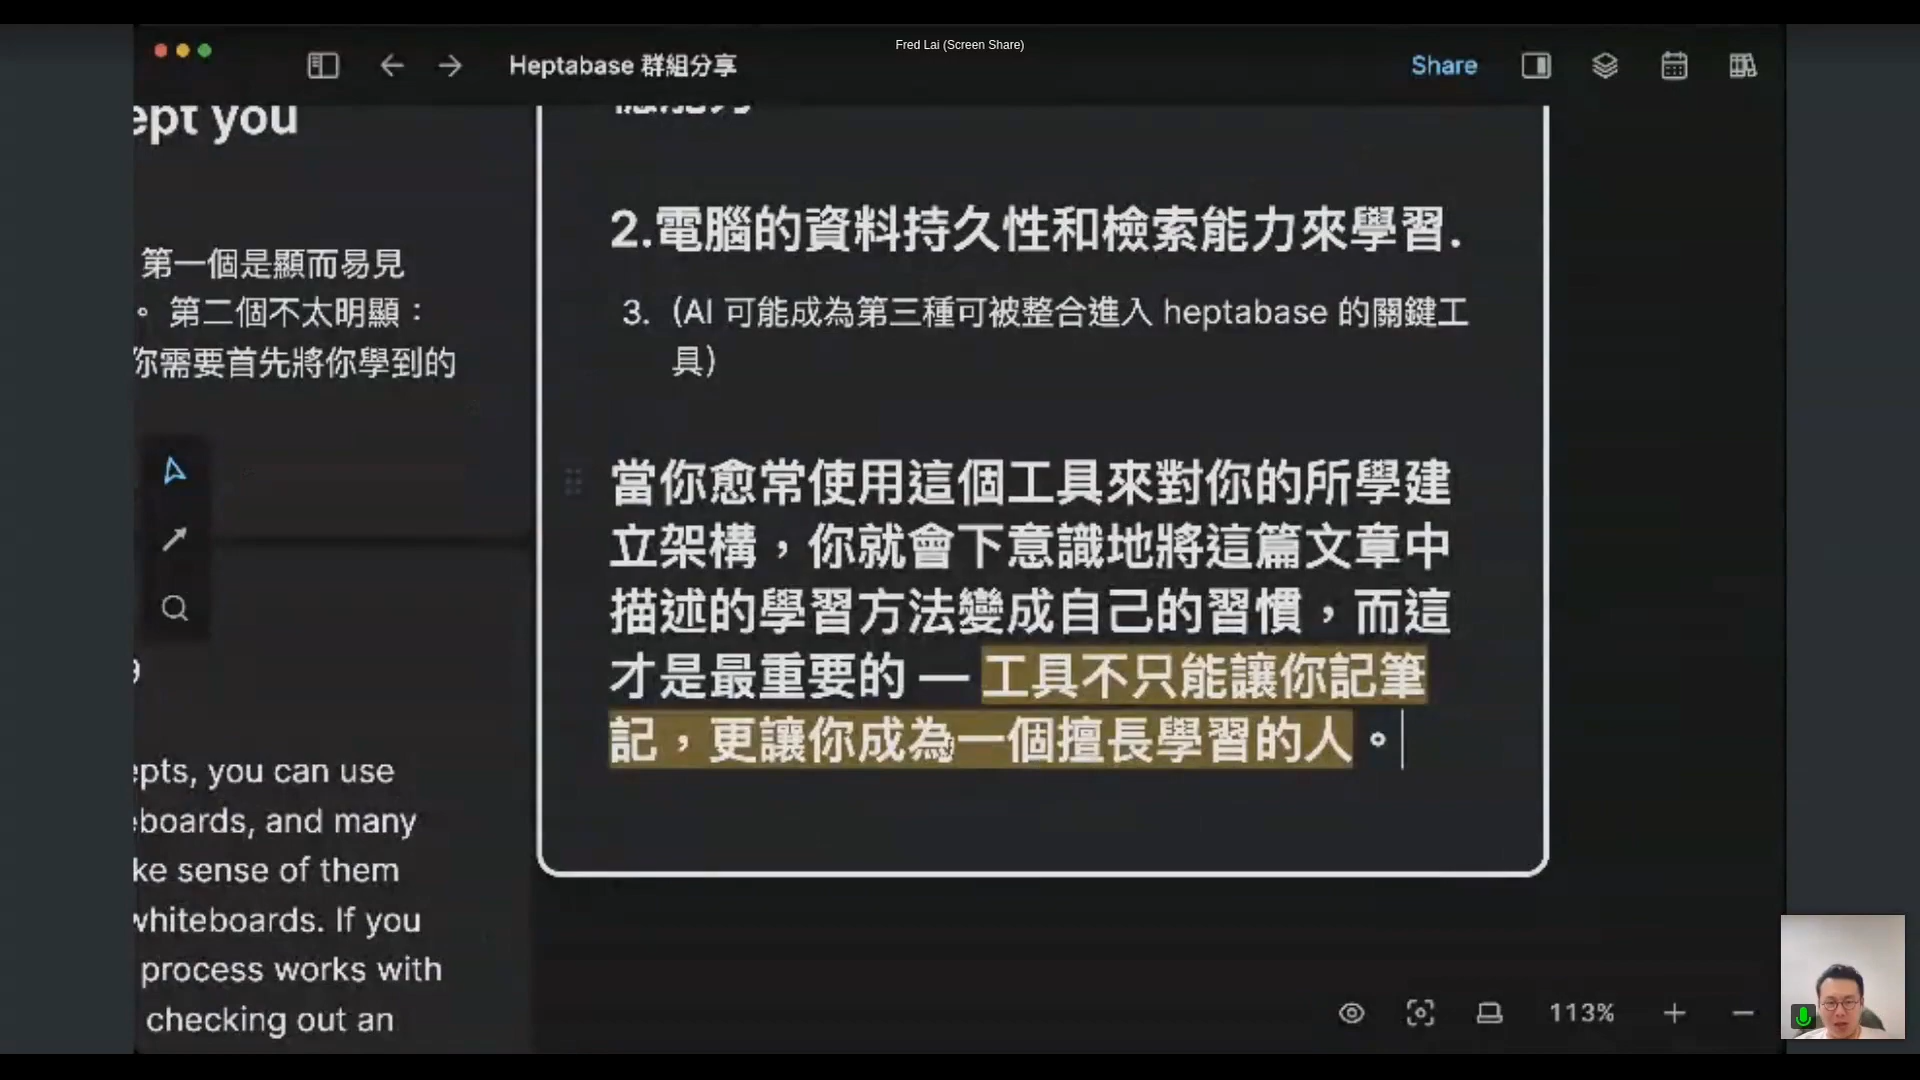 Fred Lai (Screen Share)
Heptabase 群組分享
Share
ept you
第一個是顯而易見
。 第二個不太明顯：
你需要首先將你學到的
epts, you can use
eboards, and many
ke sense of them
whiteboards. If you
process works with
checking out an
2.電腦的資料持久性和檢索能力來學習.
3. (AI 可能成為第三種可被整合進入 heptabase 的關鍵工
具)
當你愈常使用這個工具來對你的所學建
立架構，你就會下意識地將這篇文章中
描述的學習方法變成自己的習慣，而這
才是最重要的 — 工具不只能讓你記筆
記，更讓你成為一個擅長學習的人。
113%